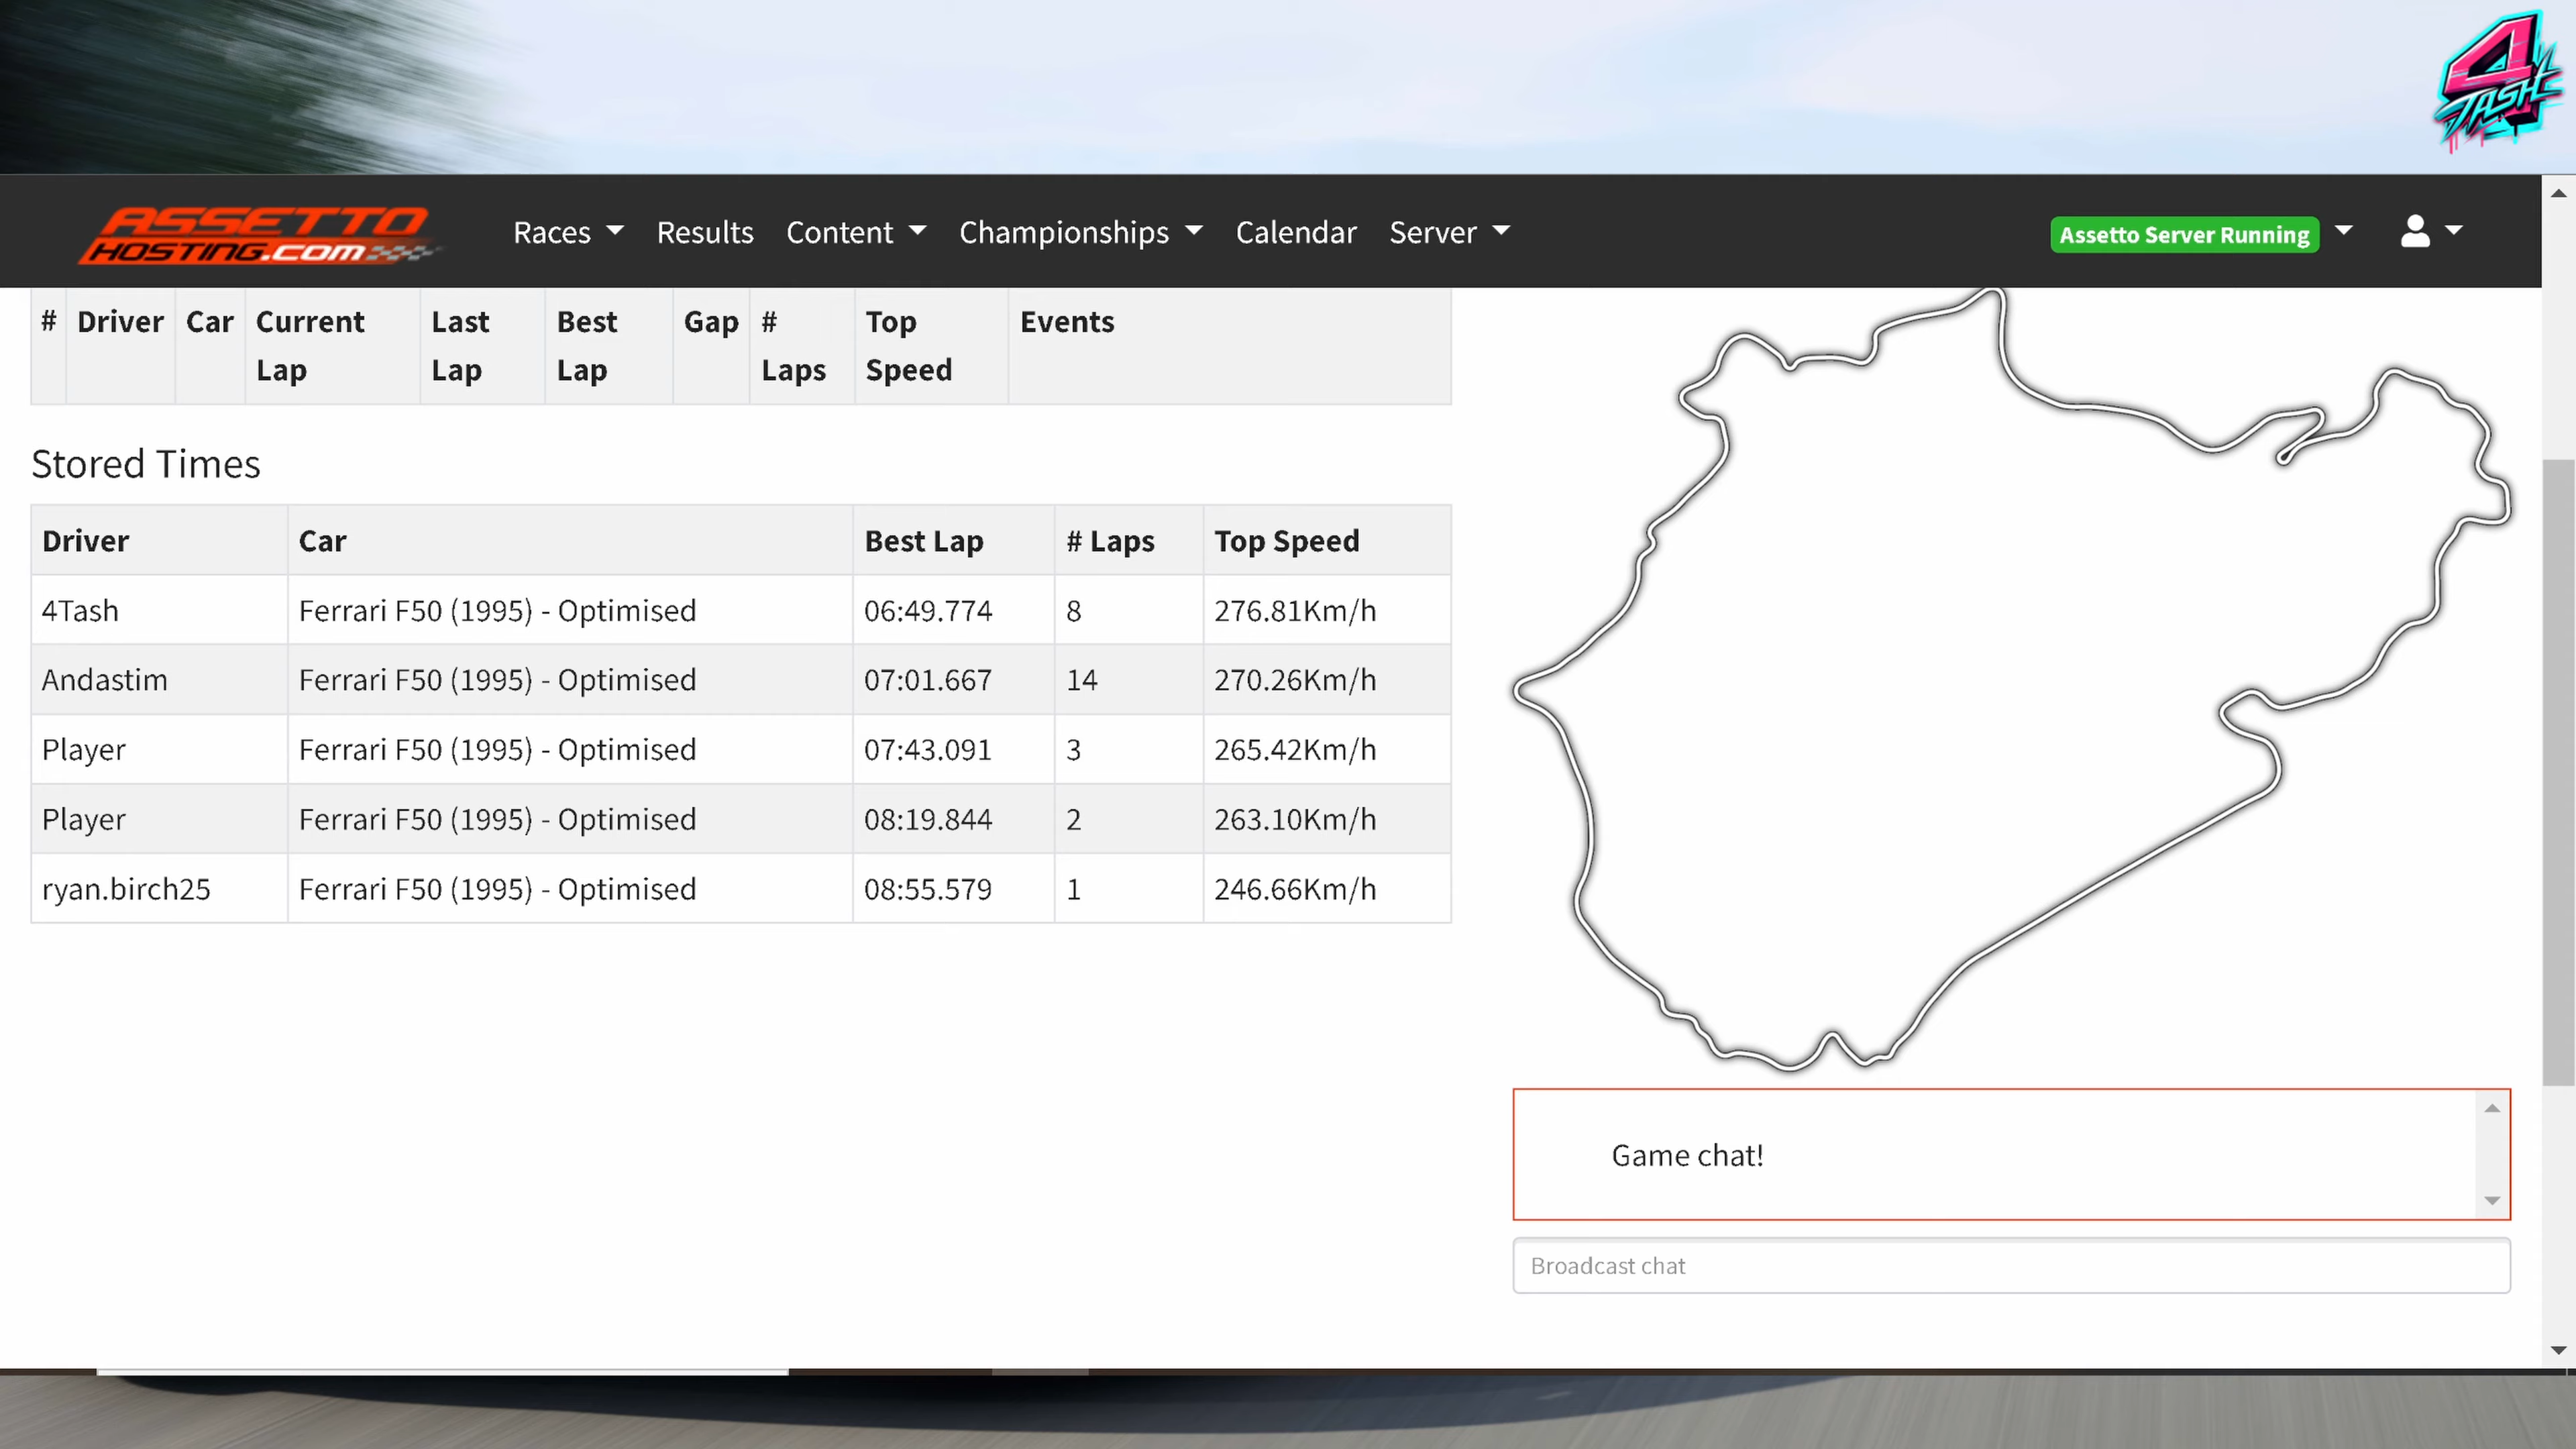 4
TASH
ASSETTO
HOSTING.COM
Races Results Content Championships Calendar Server Assetto Server Running
# Driver Car Current Lap Last Lap Best Lap Gap # Laps Top Speed Events
Stored Times
Driver Car Best Lap # Laps Top Speed
4Tash Ferrari F50 (1995) - Optimised 06:49.774 8 276.81Km/h
Andastim Ferrari F50 (1995) - Optimised 07:01.667 14 270.26Km/h
Player Ferrari F50 (1995) - Optimised 07:43.091 3 265.42Km/h
Player Ferrari F50 (1995) - Optimised 08:19.844 2 263.10Km/h
ryan.birch25 Ferrari F50 (1995) - Optimised 08:55.579 1 246.66Km/h
Game chat!
Broadcast chat